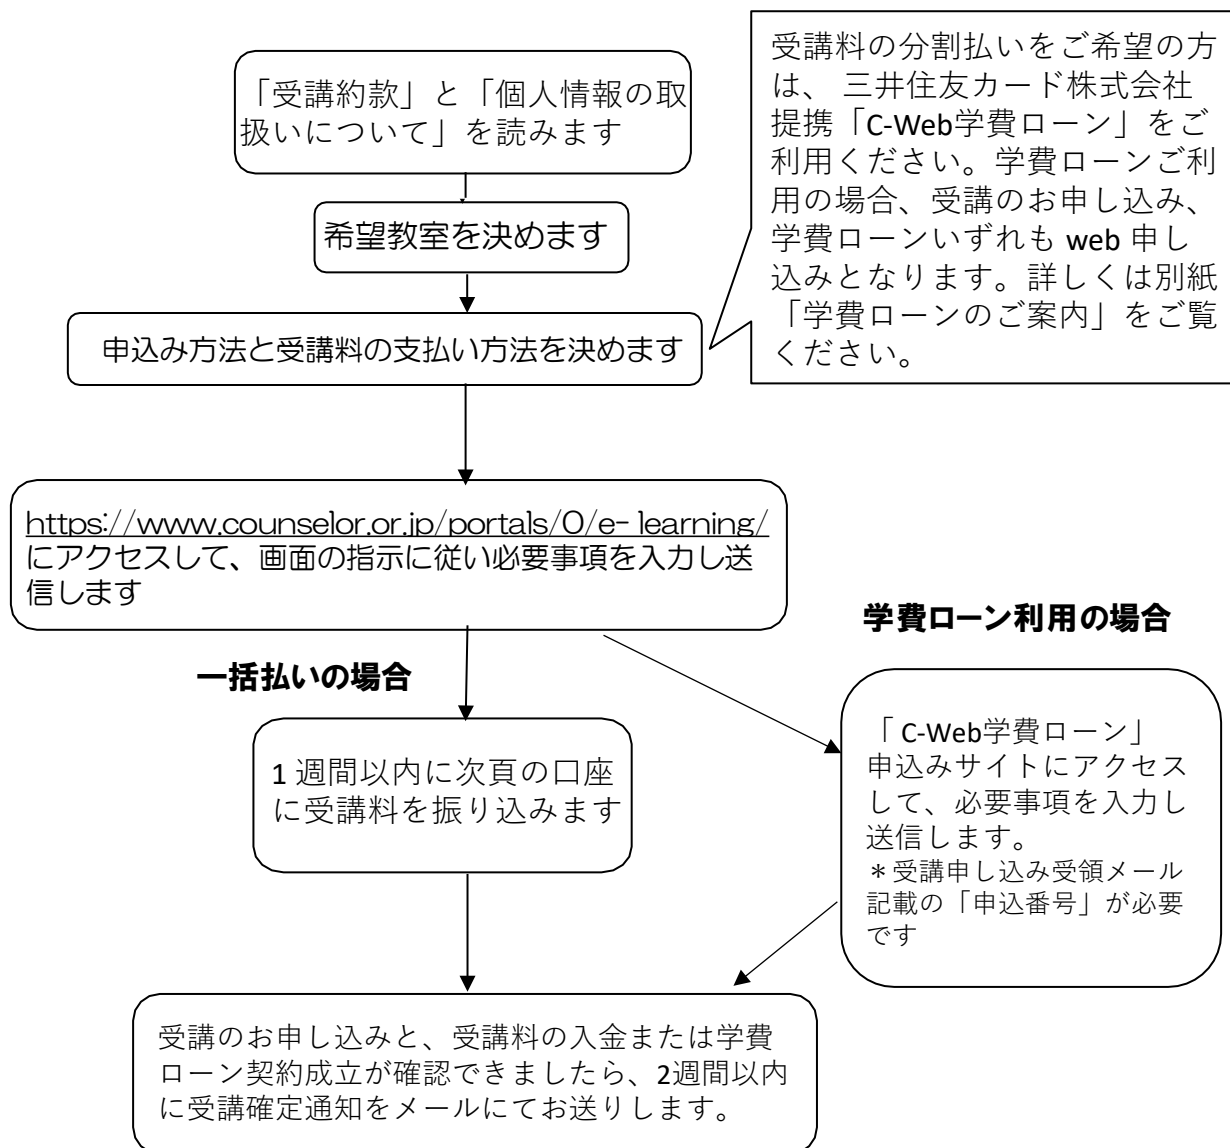 「受講約款」と「個人情報の取
扱いについて」を読みます
希望教室を決めます
申込み方法と受講料の支払い方法を決めます
受講料の分割払いをご希望の方
は、 三井住友カード株式会社
提携「C-Web学費ローン」をご
利用ください。学費ローンご利
用の場合、受講のお申し込み、
学費ローンいずれも web 申し
込みとなります。詳しくは別紙
「学費ローンのご案内」をご覧
ください。
https://www.counselor.or.jp/portals/0/e- learning/
にアクセスして、画面の指示に従い必要事項を入力し送
信します
一括払いの場合
1 週間以内に次頁の口座
に受講料を振り込みます
学費ローン利用の場合
「 C-Web学費ローン」
申込みサイトにアクセス
して、必要事項を入力し
送信します。
＊受講申し込み受領メール
記載の「申込番号」が必要
です
受講のお申し込みと、受講料の入金または学費
ローン契約成立が確認できましたら、2週間以内
に受講確定通知をメールにてお送りします。